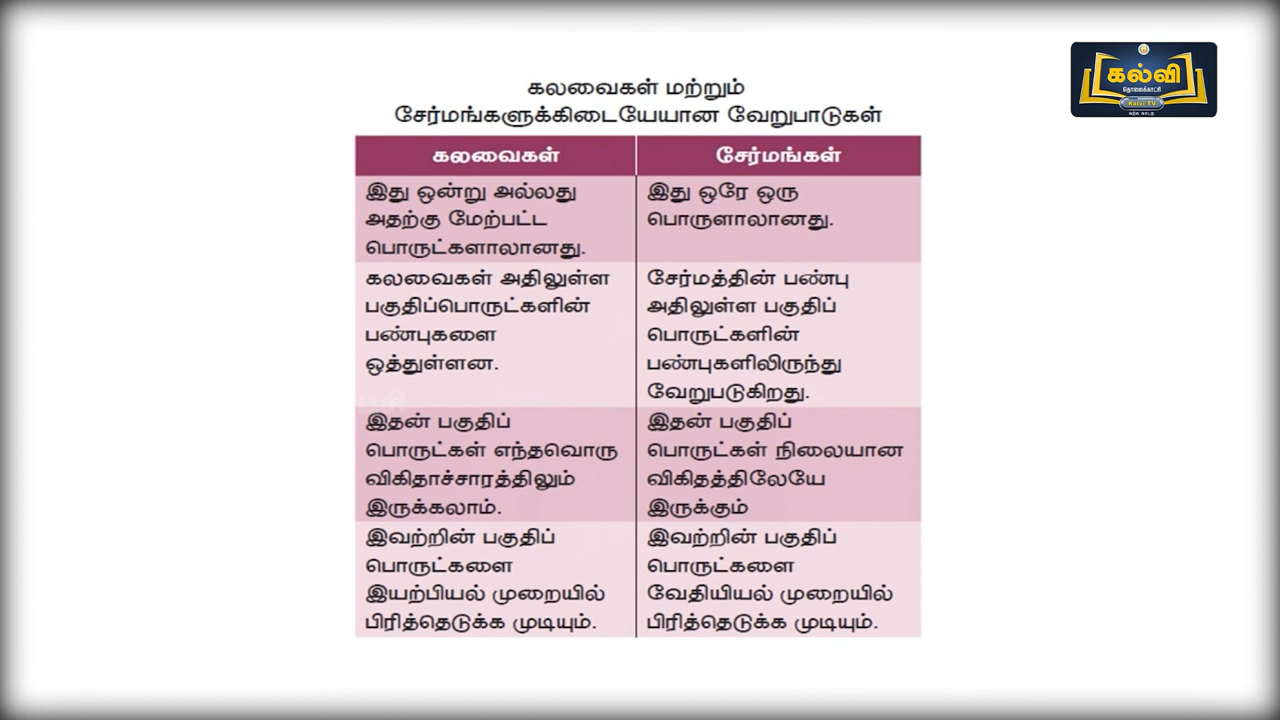 கல்வி
தொலைக்காட்சி
Kalvi TV
கலவைகள் மற்றும்
சேர்மங்களுக்கிடையேயான வேறுபாடுகள்
கலவைகள்
சேர்மங்கள்
இது ஒன்று அல்லது
அதற்கு மேற்பட்ட
பொருட்களாலானது.
இது ஒரே ஒரு
பொருளாலானது.
கலவைகள் அதிலுள்ள
பகுதிப்பொருட்களின்
பண்புகளை
ஒத்துள்ளன.
சேர்மத்தின் பண்பு
அதிலுள்ள பகுதிப்
பொருட்களின்
பண்புகளிலிருந்து
வேறுபடுகிறது.
இதன் பகுதிப்
பொருட்கள் எந்தவொரு
விகிதாச்சாரத்திலும்
இருக்கலாம்.
இதன் பகுதிப்
பொருட்கள் நிலையான
விகிதத்திலேயே
இருக்கும்
இவற்றின் பகுதிப்
பொருட்களை
இயற்பியல் முறையில்
பிரித்தெடுக்க முடியும்.
இவற்றின் பகுதிப்
பொருட்களை
வேதியியல் முறையில்
பிரித்தெடுக்க முடியும்.